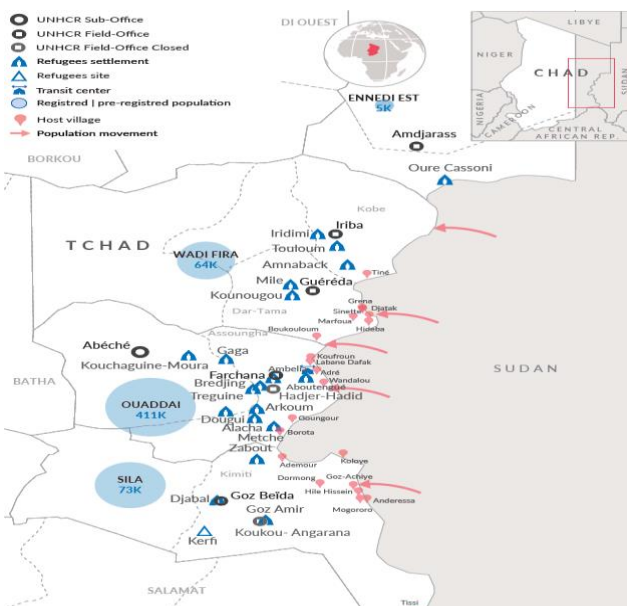 UNHCR Sub-Office
UNHCR Field-Office
UNHCR Field-Office Closed
Refugees settlement
Refugees site
Transit center
Registred | pre-registred population
Host village
Population movement
DI OUEST
LIBYE
NIGER
CHAD
SUDAN
NIGERIA
CAMEROON
CENTRAL
AFRICAN REP.
ENNEDI EST
5K
Amdjarass
BORKOU
Oure Cassoni
Kobe
Iriba
Iridimi
Touloum
TCHAD
WADI FIRA
64K
Amnaback
Tiné
Mile
Guéréda
Kounougou
Dar-Tama
Grena
Djatak
Sinethe
Marfoua
Hideba
Boukouloum
Assoungha
Abéché
Kouchaguine-Moura
Gaga
Koufroun
Labane Dafak
SUDAN
BATHA
Farchana
Ambelia
Adré
Bredjing
Aboutengue
Wandalou
Treguine
Hadjer-Hadid
OUADDAI
411K
Arkoum
Dougui
Goungour
Alacha
Metche
Borota
Zabout
Ademour
Koloye
SILA
73K
Kimiti
Dormong
Goz-Achiye
Hile Hissein
Djabal
Goz Beïda
Anderessa
Mogororo
Goz Amir
Koukou- Angarana
Kerfi
SALAMAT
Tissi